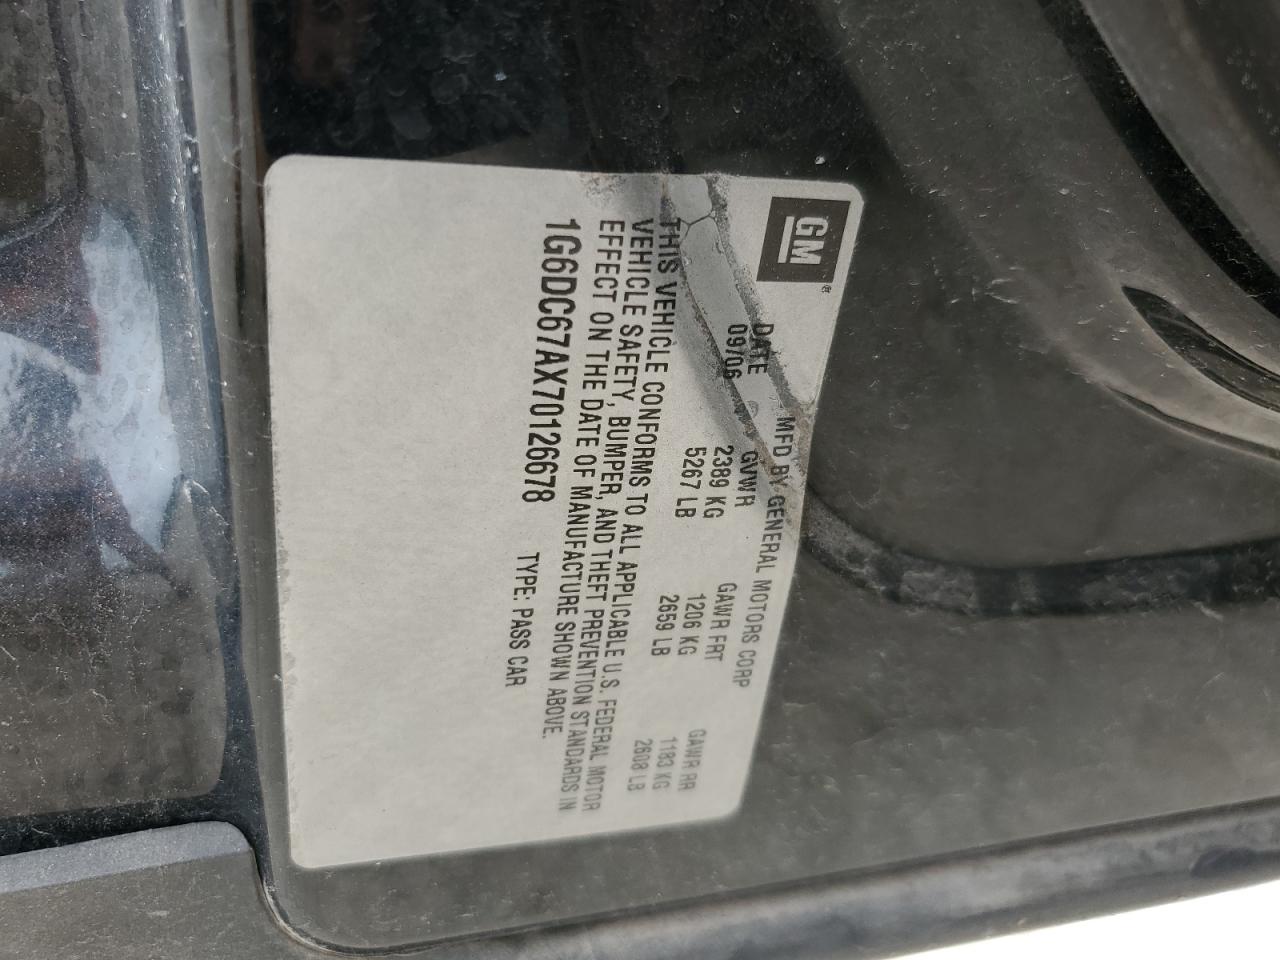 GM®
MFD BY GENERAL MOTORS CORP
DATE GVWR GAWR FRT GAWR RR
09/06 2389 KG 1206 KG 1183 KG
5267 LB 2659 LB 2608 LB
THIS VEHICLE CONFORMS TO ALL APPLICABLE U.S. FEDERAL MOTOR
VEHICLE SAFETY, BUMPER, AND THEFT PREVENTION STANDARDS IN
EFFECT ON THE DATE OF MANUFACTURE SHOWN ABOVE.
1G6DC67AX70126678 TYPE: PASS CAR